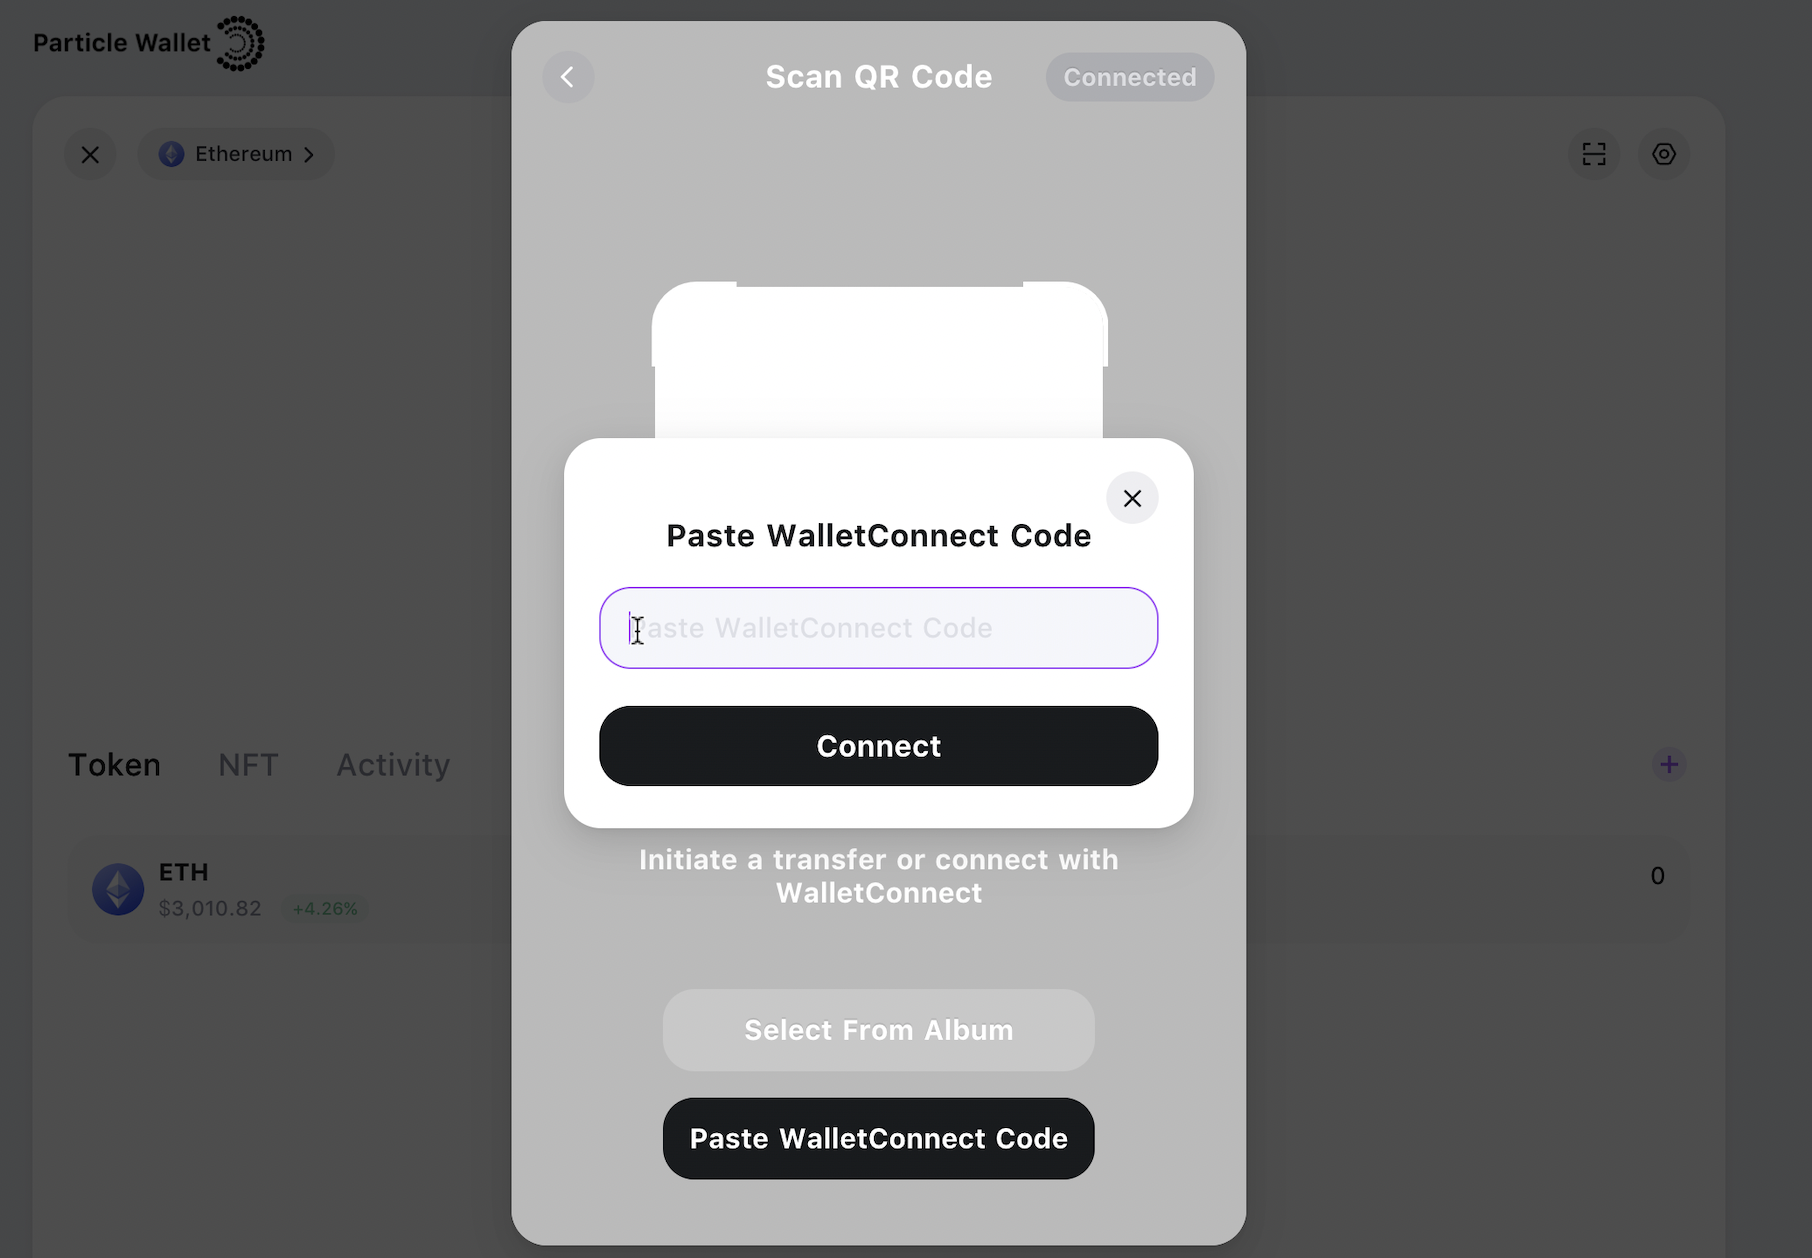 Particle Wallet
Scan QR Code
Connected
Ethereum
Paste WalletConnect Code
Paste WalletConnect Code
Connect
Token NFT Activity
ETH
0
$3,010.82 +4.26%
Initiate a transfer or connect with
WalletConnect
Select From Album
Paste WalletConnect Code